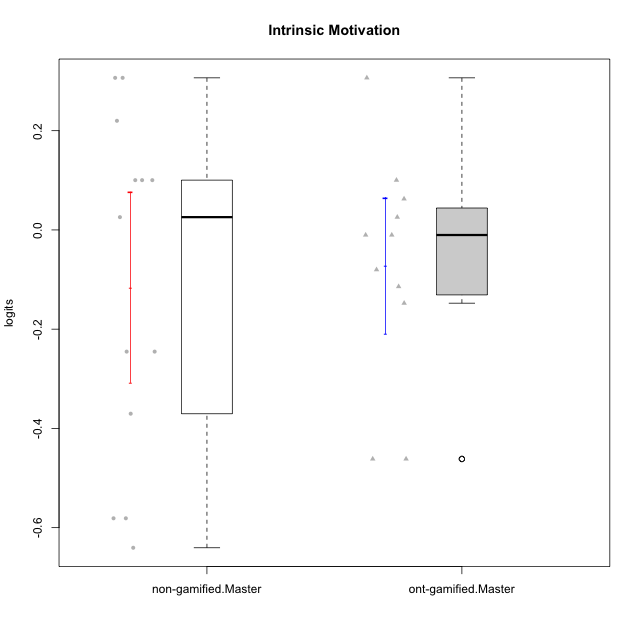 Intrinsic Motivation
logits
0.2
0.0
-0.2
-0.4
-0.6
non-gamified.Master
ont-gamified.Master